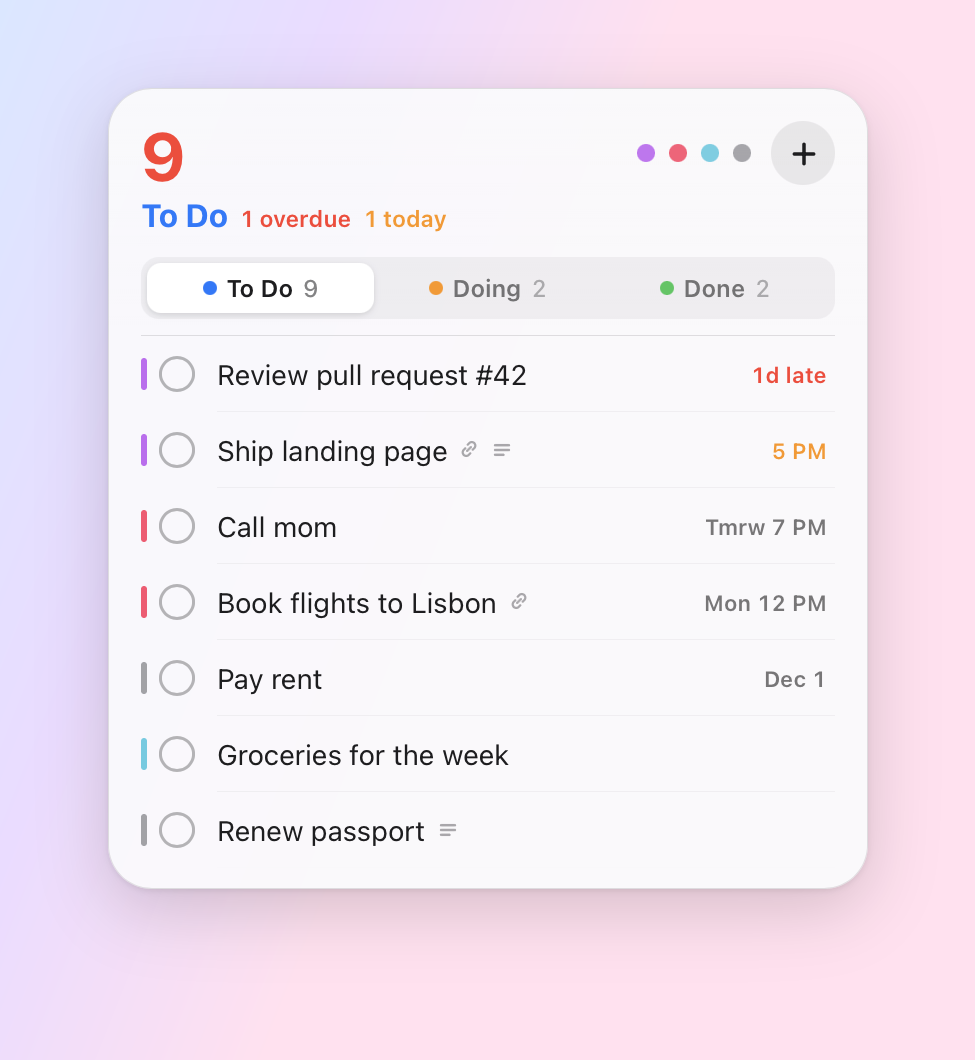 9
To Do 1 overdue 1 today
To Do 9 Doing 2 Done 2
Review pull request #42 1d late
Ship landing page 5 PM
Call mom Tmrw 7 PM
Book flights to Lisbon Mon 12 PM
Pay rent Dec 1
Groceries for the week
Renew passport